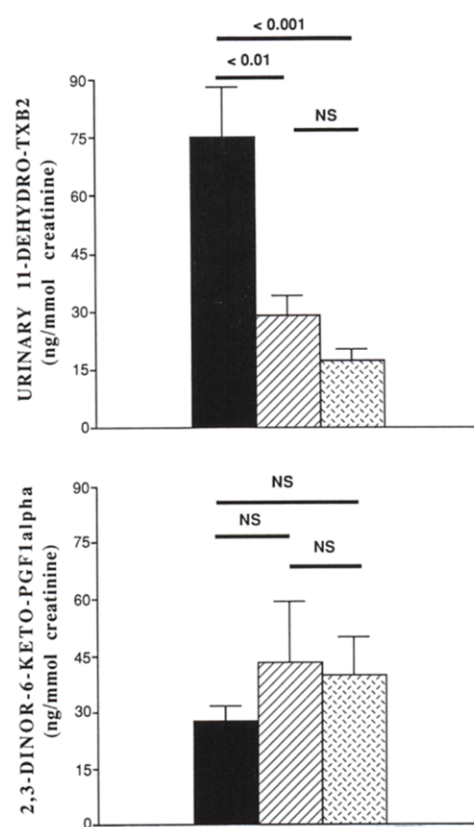 < 0.001
< 0.01
NS
90
75
60
45
30
15
0
URINARY 11-DEHYDRO-TXB2
(ng/mmol creatinine)
NS
NS
NS
90
75
60
45
30
15
0
2,3-DINOR-6-KETO-PGF1alpha
(ng/mmol creatinine)